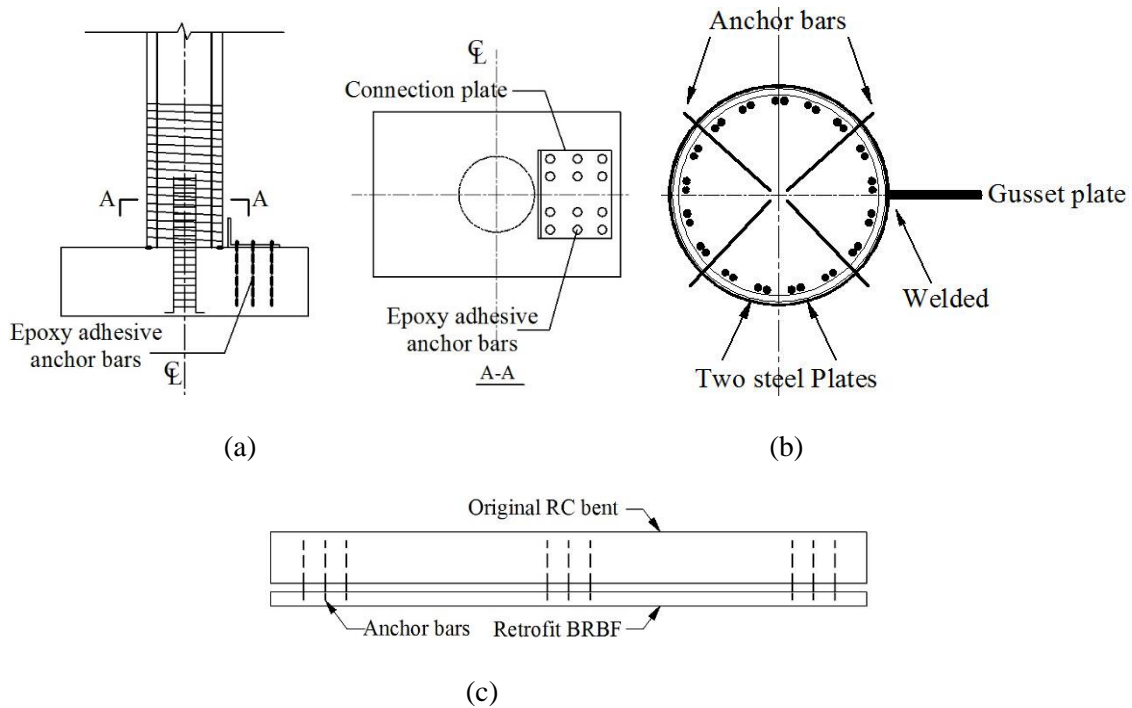 A
A
Epoxy adhesive
anchor bars
℄
(a)
℄
Connection plate
Epoxy adhesive
anchor bars
A-A
Anchor bars
Gusset plate
Welded
Two steel Plates
(b)
Original RC bent
Anchor bars
Retrofit BRBF
(c)